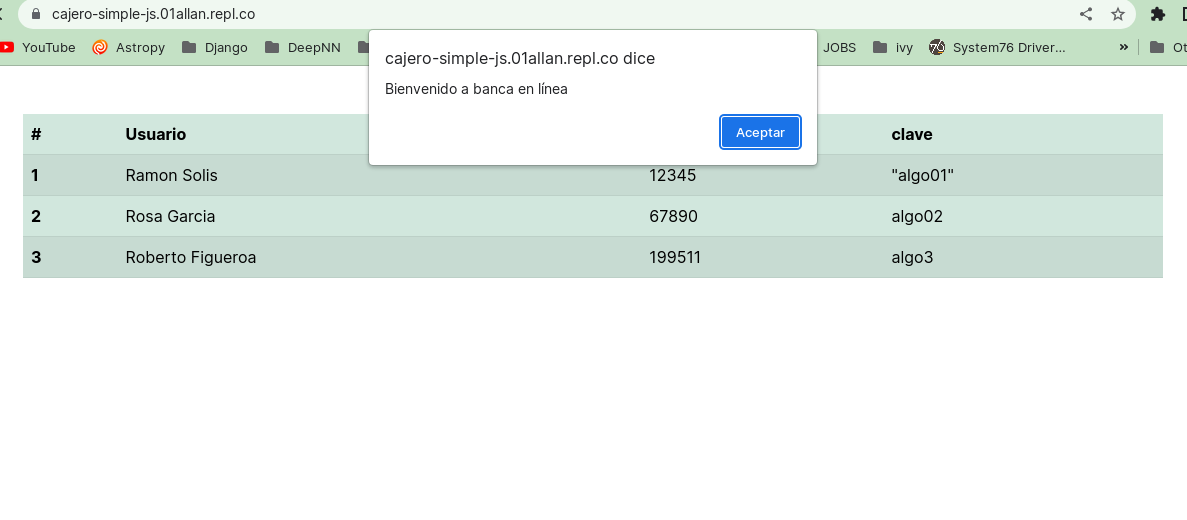 cajero-simple-js.01allan.repl.co
YouTube Astropy Django DeepNN JOBS ivy System76 Driver... » Ot
cajero-simple-js.01allan.repl.co dice
Bienvenido a banca en línea
Aceptar
# Usuario clave
1 Ramon Solis 12345 "algo01"
2 Rosa Garcia 67890 algo02
3 Roberto Figueroa 199511 algo3